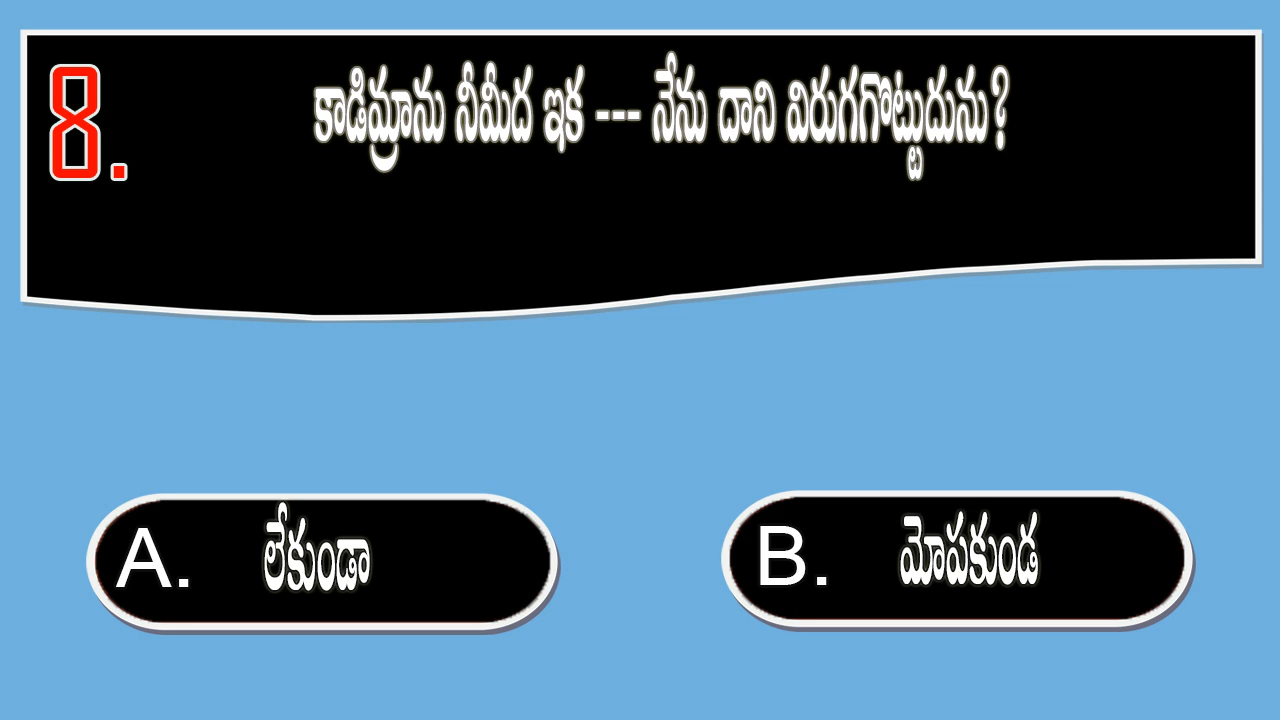 8. కాడిమ్రాను నీమీద ఇక --- నేను దాని విరుగగొట్టుదును?
A. లేకుండా
B. మోపకుండ